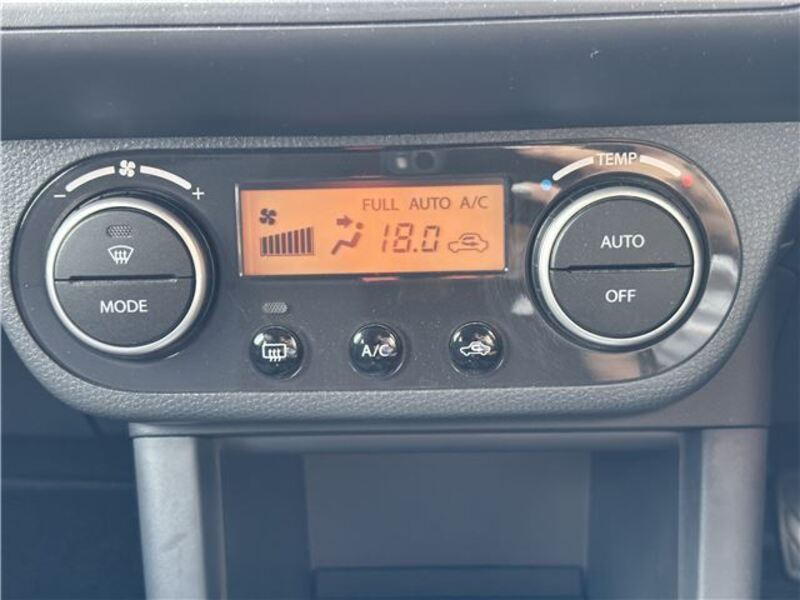 TEMP
− +
FULL AUTO A/C
18.0
AUTO
OFF
MODE
A/C